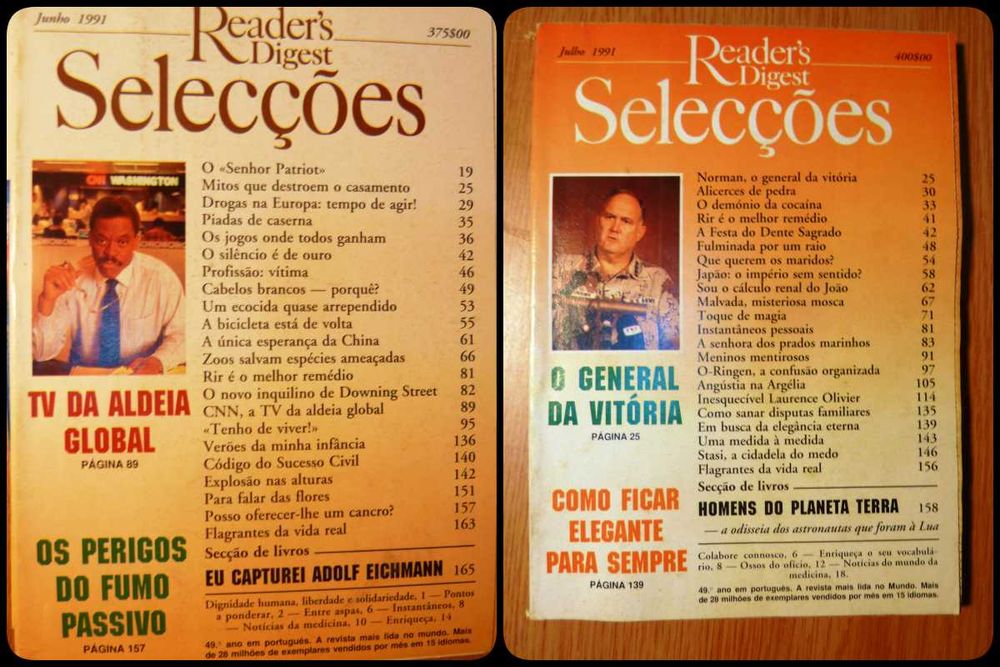 Junho 1991
Reader's
Digest
375$00
Selecções
CNN WASHINGTON
TV DA ALDEIA
GLOBAL
PÁGINA 89
OS PERIGOS
DO FUMO
PASSIVO
PÁGINA 157
O «Senhor Patriot» 19
Mitos que destroem o casamento 25
Drogas na Europa: tempo de agir! 29
Piadas de caserna 35
Os jogos onde todos ganham 36
O silêncio é de ouro 42
Profissão: vítima 46
Cabelos brancos — porquê? 49
Um ecocida quase arrependido 53
A bicicleta está de volta 55
A única esperança da China 61
Zoos salvam espécies ameaçadas 66
Rir é o melhor remédio 81
O novo inquilino de Downing Street 82
CNN, a TV da aldeia global 89
«Tenho de viver!» 95
Verões da minha infância 136
Código do Sucesso Civil 140
Explosão nas alturas 142
Para falar das flores 151
Posso oferecer-lhe um cancro? 157
Flagrantes da vida real 163
Secção de livros
EU CAPTUREI ADOLF EICHMANN 165
Dignidade humana, liberdade e solidariedade, 1 — Pontos
a ponderar, 2 — Entre aspas, 6 — Instantâneos, 8
— Notícias da medicina, 10 — Enriqueça, 14
49.º ano em português. A revista mais lida no mundo. Mais
de 28 milhões de exemplares vendidos por mês em 15 idiomas.
Julho 1991
Reader's
Digest
400$00
Selecções
O GENERAL
DA VITÓRIA
PÁGINA 25
COMO FICAR
ELEGANTE
PARA SEMPRE
PÁGINA 139
Norman, o general da vitória 25
Alicerces de pedra 30
O demónio da cocaína 33
Rir é o melhor remédio 41
A Festa do Dente Sagrado 42
Fulminada por um raio 48
Que querem os maridos? 54
Japão: o império sem sentido? 58
Sou o cálculo renal do João 62
Malvada, misteriosa mosca 67
Toque de magia 71
Instantâneos pessoais 81
A senhora dos prados marinhos 83
Meninos mentirosos 91
O-Ringen, a confusão organizada 97
Angústia na Argélia 105
Inesquecível Laurence Olivier 114
Como sanar disputas familiares 135
Em busca da elegância eterna 139
Uma medida à medida 143
Stasi, a cidadela do medo 146
Flagrantes da vida real 156
Secção de livros
HOMENS DO PLANETA TERRA 158
— a odisseia dos astronautas que foram à Lua
Colabore connosco, 6 — Enriqueça o seu vocabulá-
rio, 8 — Ossos do ofício, 12 — Notícias do mundo da
medicina, 18.
49.º ano em português. A revista mais lida no Mundo. Mais
de 28 milhões de exemplares vendidos por mês em 15 idiomas.